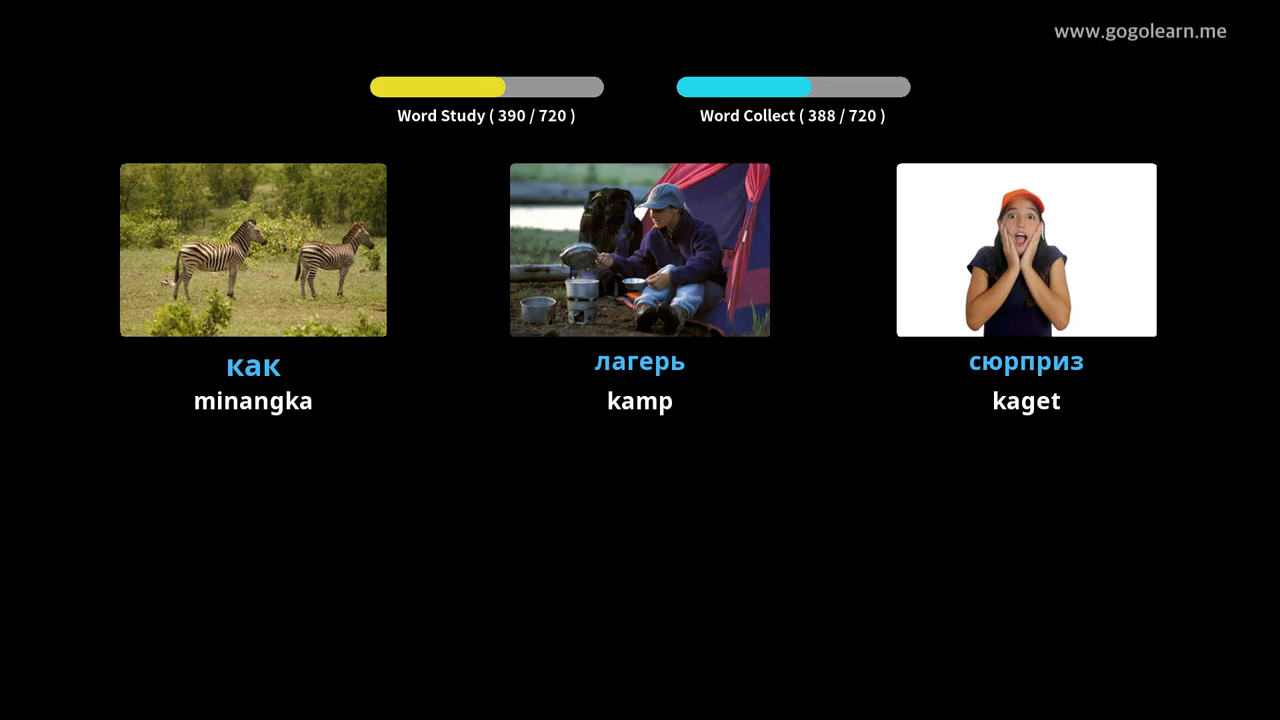 www.gogolearn.me
Word Study ( 390 / 720 )
Word Collect ( 388 / 720 )
как
minangka
лагерь
kamp
сюрприз
kaget